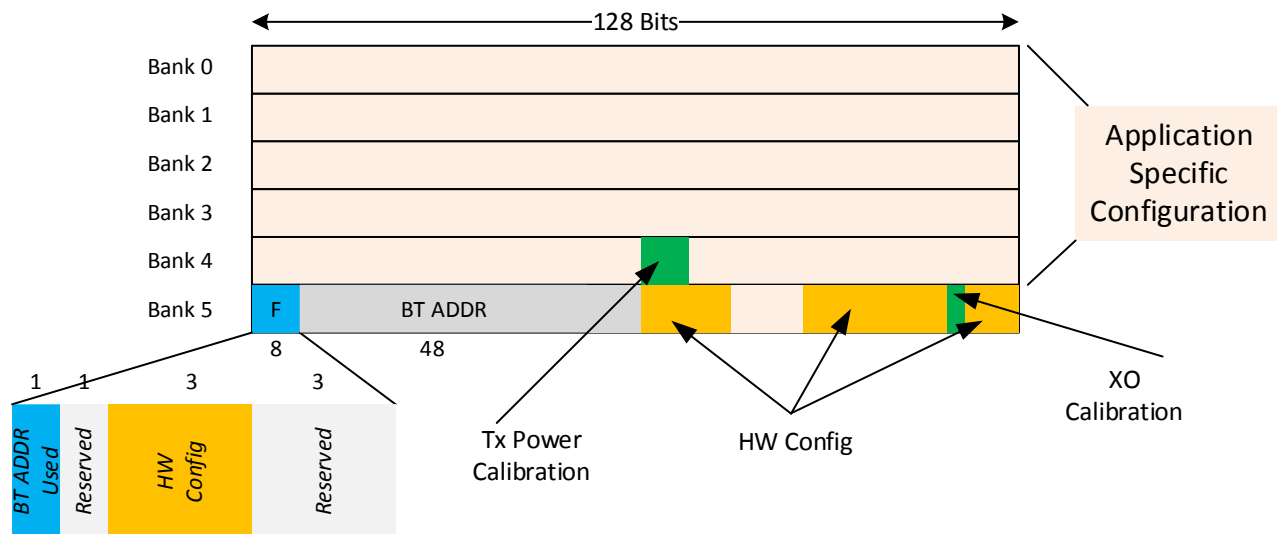 128 Bits
Bank 0
Bank 1
Bank 2
Bank 3
Bank 4
Bank 5
Application
Specific
Configuration
F
BT ADDR
8
48
1
1
3
3
BT ADDR
Used
Reserved
HW
Config
Reserved
Tx Power
Calibration
HW Config
XO
Calibration